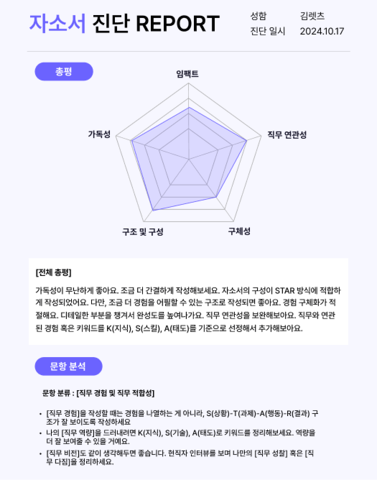 자소서 진단 REPORT
성함 김렛츠
진단 일시 2024.10.17
총평
임팩트
가독성
직무 연관성
구조 및 구성
구체성
[전체 총평]
가독성이 무난하게 좋아요. 조금 더 간결하게 작성해보세요. 자소서의 구성이 STAR 방식에 적합하
게 작성되었어요. 다만, 조금 더 경험을 어필할 수 있는 구조로 작성되면 좋아요. 경험 구체화가 적
절해요. 디테일한 부분을 챙겨서 완성도를 높여나가요. 직무 연관성을 보완해보아요. 직무와 연관
된 경험 혹은 키워드를 K(지식), S(스킬), A(태도)를 기준으로 선정해서 추가해보아요.
문항 분석
문항 분류 : [직무 경험 및 직무 적합성]
• [직무 경험]을 작성할 때는 경험을 나열하는 게 아니라, S(상황)-T(과제)-A(행동)-R(결과) 구
조가 잘 보이도록 작성하세요
• 나의 [직무 역량]을 드러내려면 K(지식), S(기술), A(태도)로 키워드를 정리해보세요. 역량을
더 잘 보여줄 수 있을 거예요.
• [직무 비전]도 같이 생각해두면 좋습니다. 현직자 인터뷰를 보며 나만의 [직무 성찰] 혹은 [직
무 다짐]을 정리하세요.